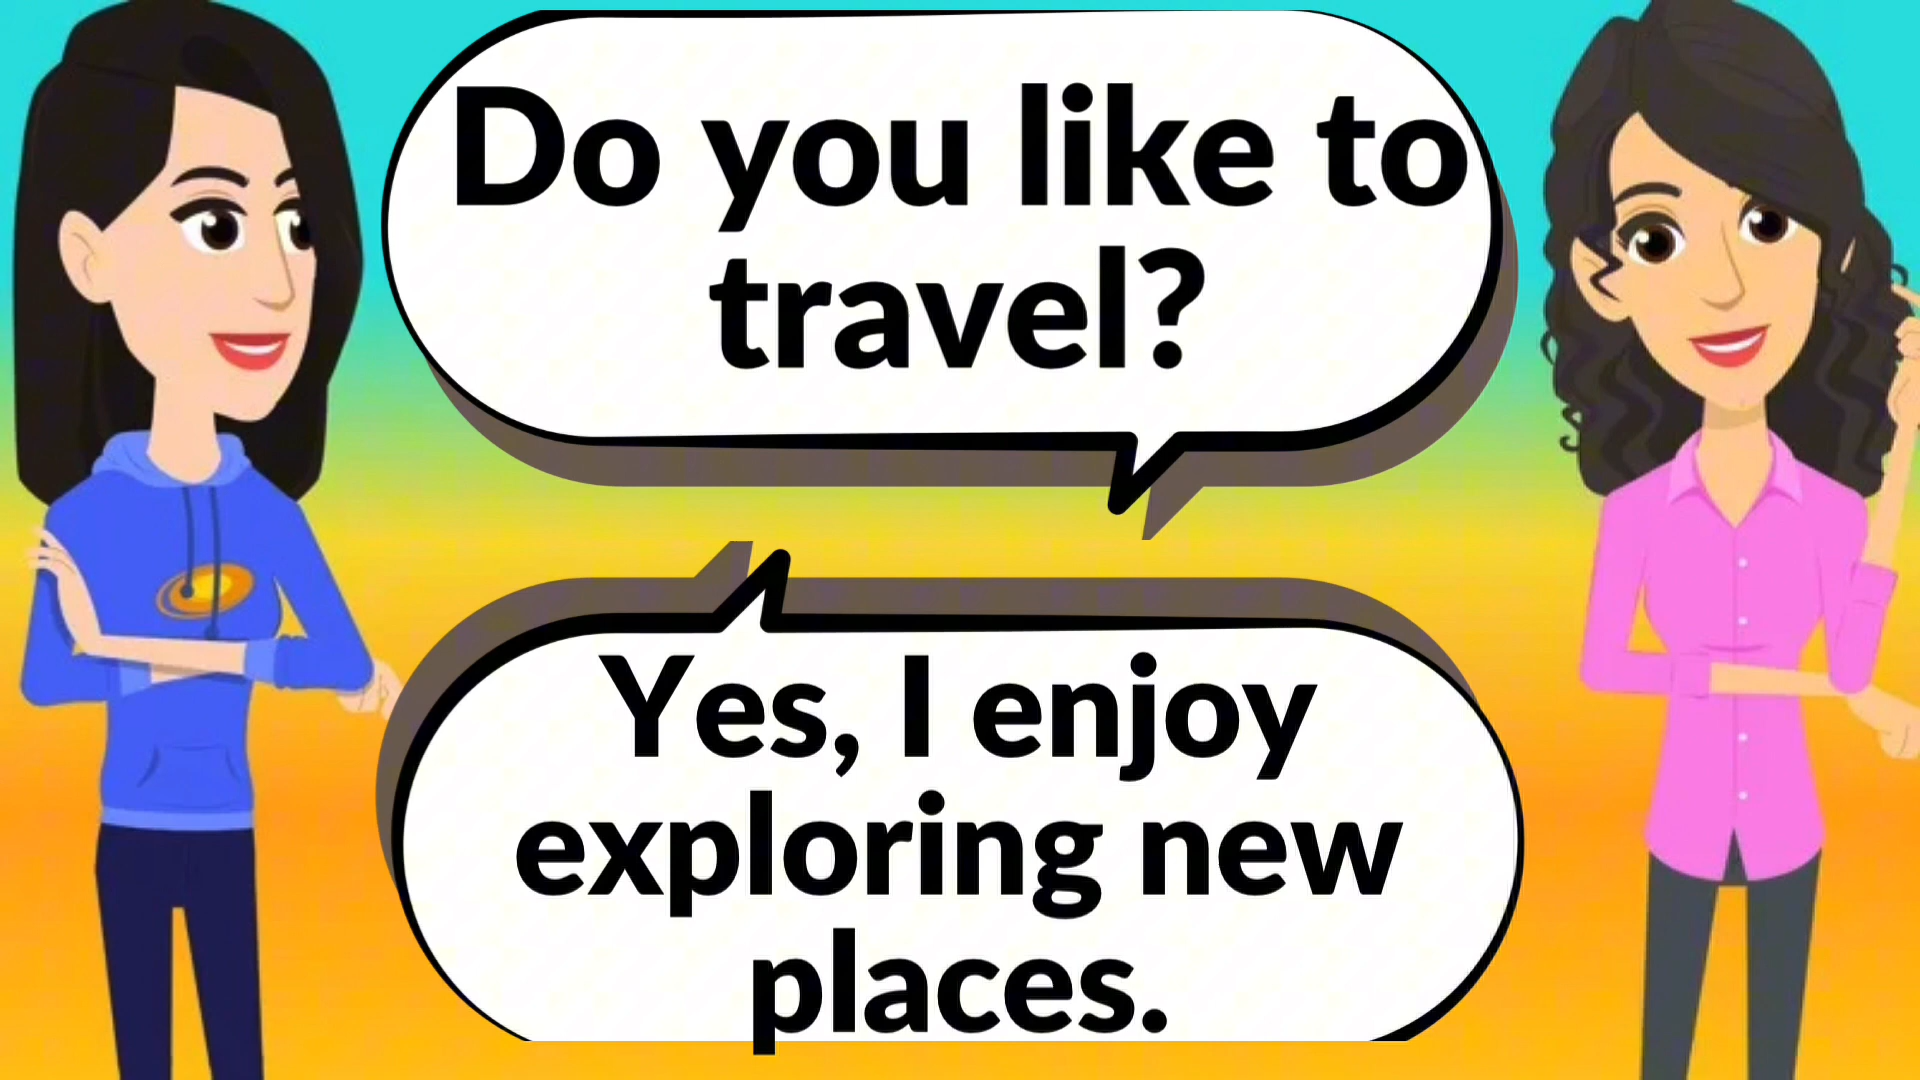 Do you like to
travel?
Yes, I enjoy
exploring new
places.